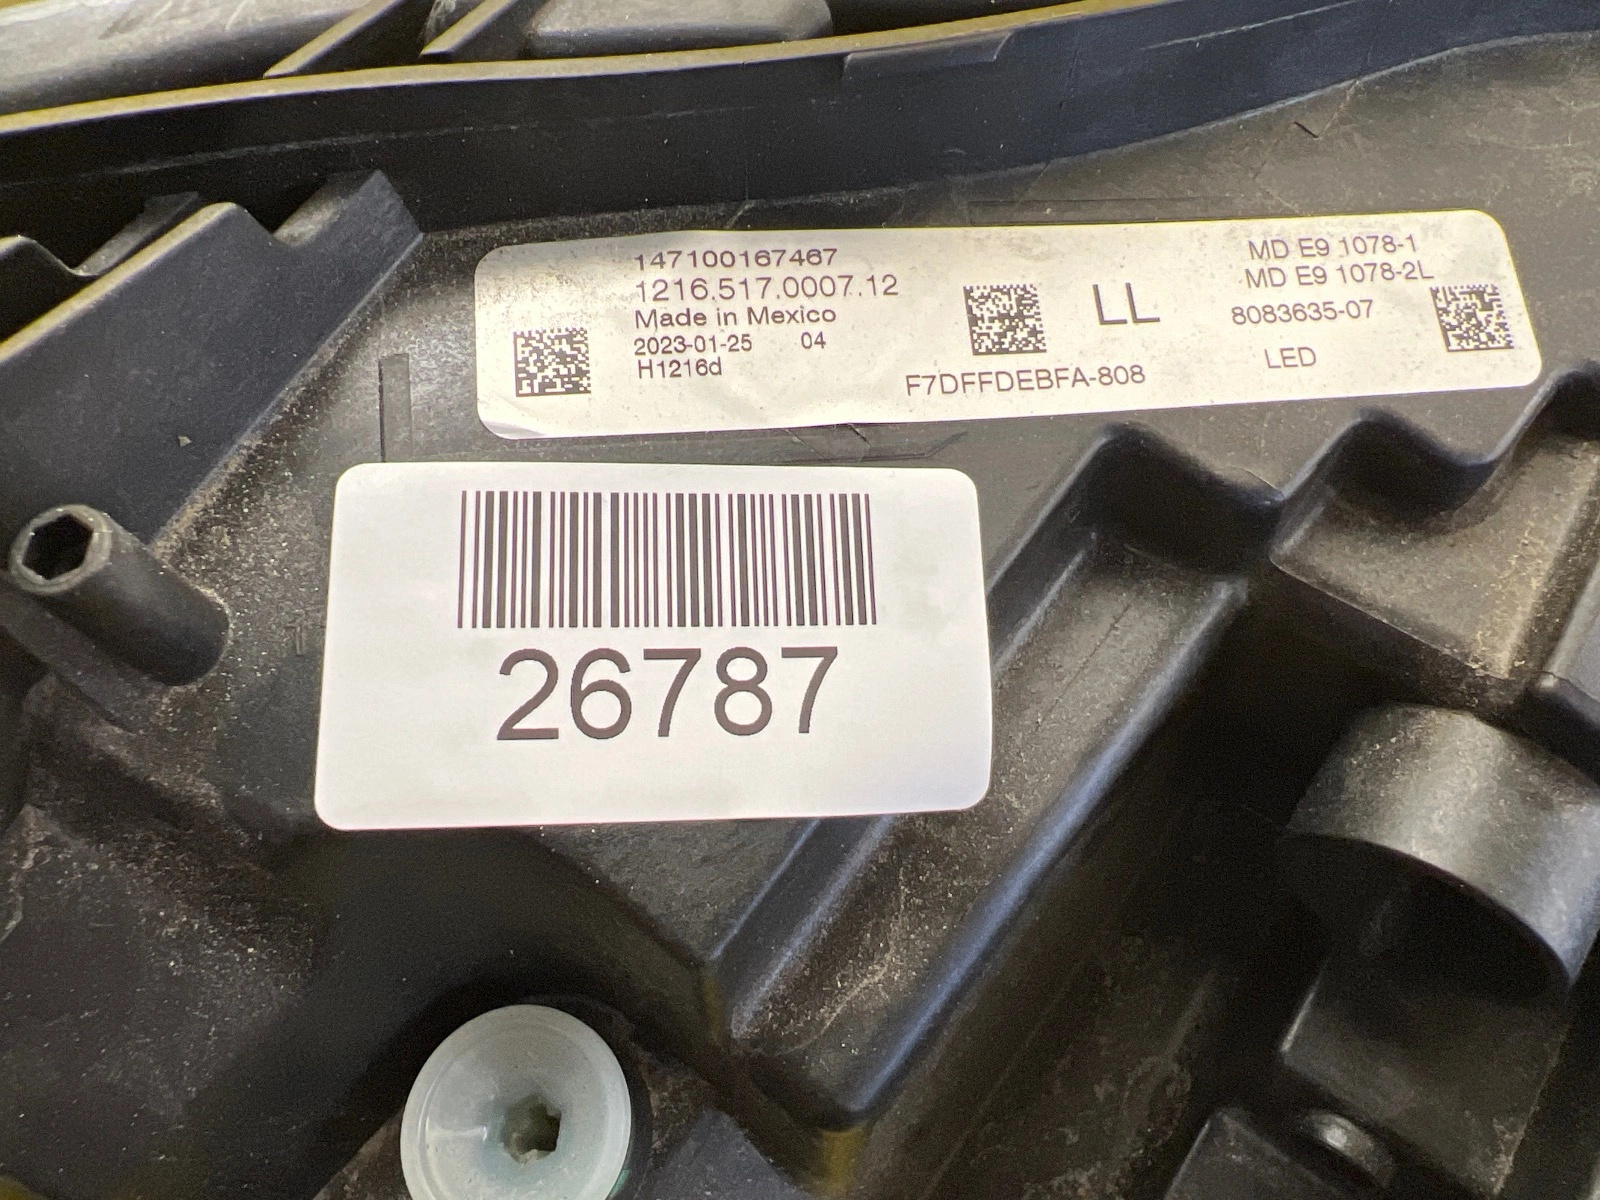 147100167467
1216.517.0007.12
Made in Mexico
2023-01-25 04
H1216d
LL
F7DFFDEBFA-808
MD E9 1078-1
MD E9 1078-2L
8083635-07
LED
26787